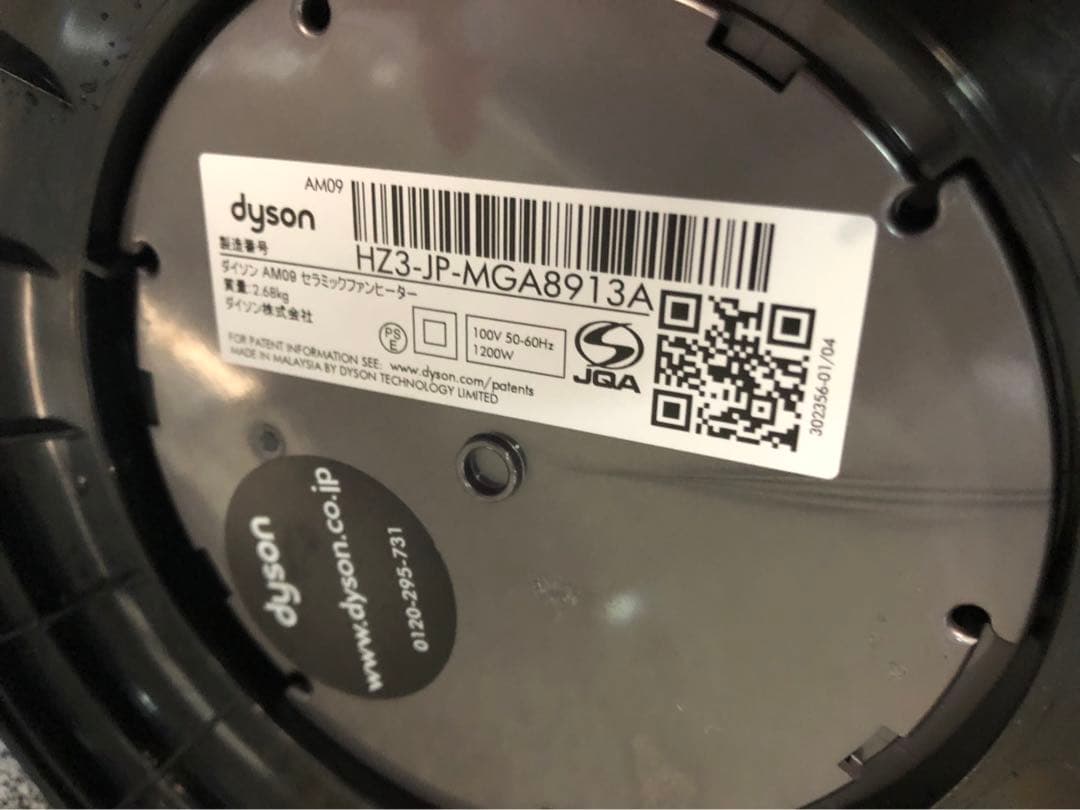 AM09
dyson
製造番号
HZ3-JP-MGA8913A
ダイソン AM09 セラミックファンヒーター
質量:2.68kg
ダイソン株式会社
PS
E
100V 50-60Hz
1200W
JQA
FOR PATENT INFORMATION SEE: www.dyson.com/patents
MADE IN MALAYSIA BY DYSON TECHNOLOGY LIMITED
302356-01/04
dyson
www.dyson.co.jp
0120-295-731